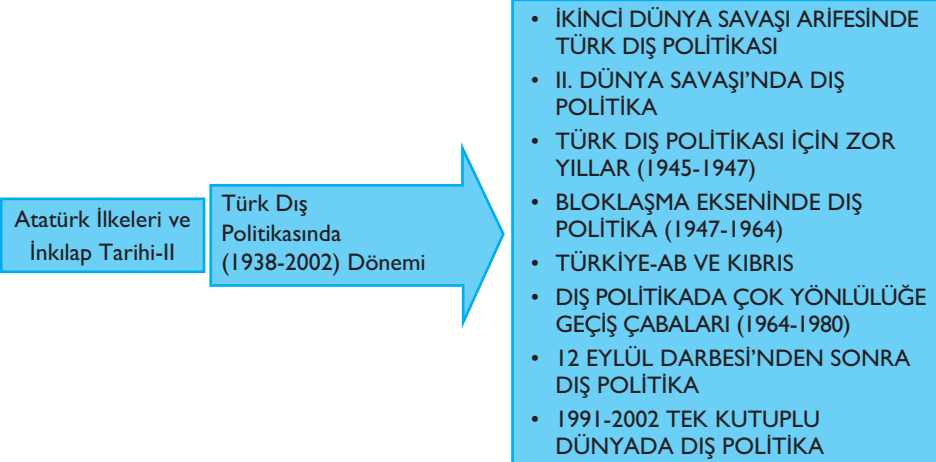 Atatürk İlkeleri ve
İnkılap Tarihi-II
Türk Dış
Politikasında
(1938-2002) Dönemi
• İKİNCİ DÜNYA SAVAŞI ARİFESİNDE
TÜRK DIŞ POLİTİKASI
• II. DÜNYA SAVAŞI’NDA DIŞ
POLİTİKA
• TÜRK DIŞ POLİTİKASI İÇİN ZOR
YILLAR (1945-1947)
• BLOKLAŞMA EKSENİNDE DIŞ
POLİTİKA (1947-1964)
• TÜRKİYE-AB VE KIBRIS
• DIŞ POLİTİKADA ÇOK YÖNLÜLÜĞE
GEÇİŞ ÇABALARI (1964-1980)
• 12 EYLÜL DARBESİ’NDEN SONRA
DIŞ POLİTİKA
• 1991-2002 TEK KUTUPLU
DÜNYADA DIŞ POLİTİKA